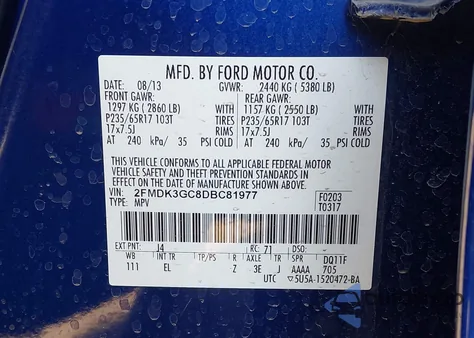 MFD. BY FORD MOTOR CO.
DATE: 08/13 GVWR: 2440 KG ( 5380 LB)
FRONT GAWR: REAR GAWR:
1297 KG ( 2860 LB) WITH 1157 KG ( 2550 LB) WITH
P235/65R17 103T TIRES P235/65R17 103T TIRES
17x7.5J RIMS 17x7.5J RIMS
AT 240 kPa/ 35 PSI COLD AT 240 kPa/ 35 PSI COLD
THIS VEHICLE CONFORMS TO ALL APPLICABLE FEDERAL MOTOR
VEHICLE SAFETY AND THEFT PREVENTION STANDARDS IN
EFFECT ON THE DATE OF MANUFACTURE SHOWN ABOVE.
VIN: 2FMDK3GC8DBC81977 F0203
TYPE: MPV T0317
EXT PNT: J4 RC: 71 DSO:
WB INT TR TP/PS R AX TR SPR DQ11F
111 EL Z 3E J AAAA 705
UTC ▽5U5A-1520472-BA